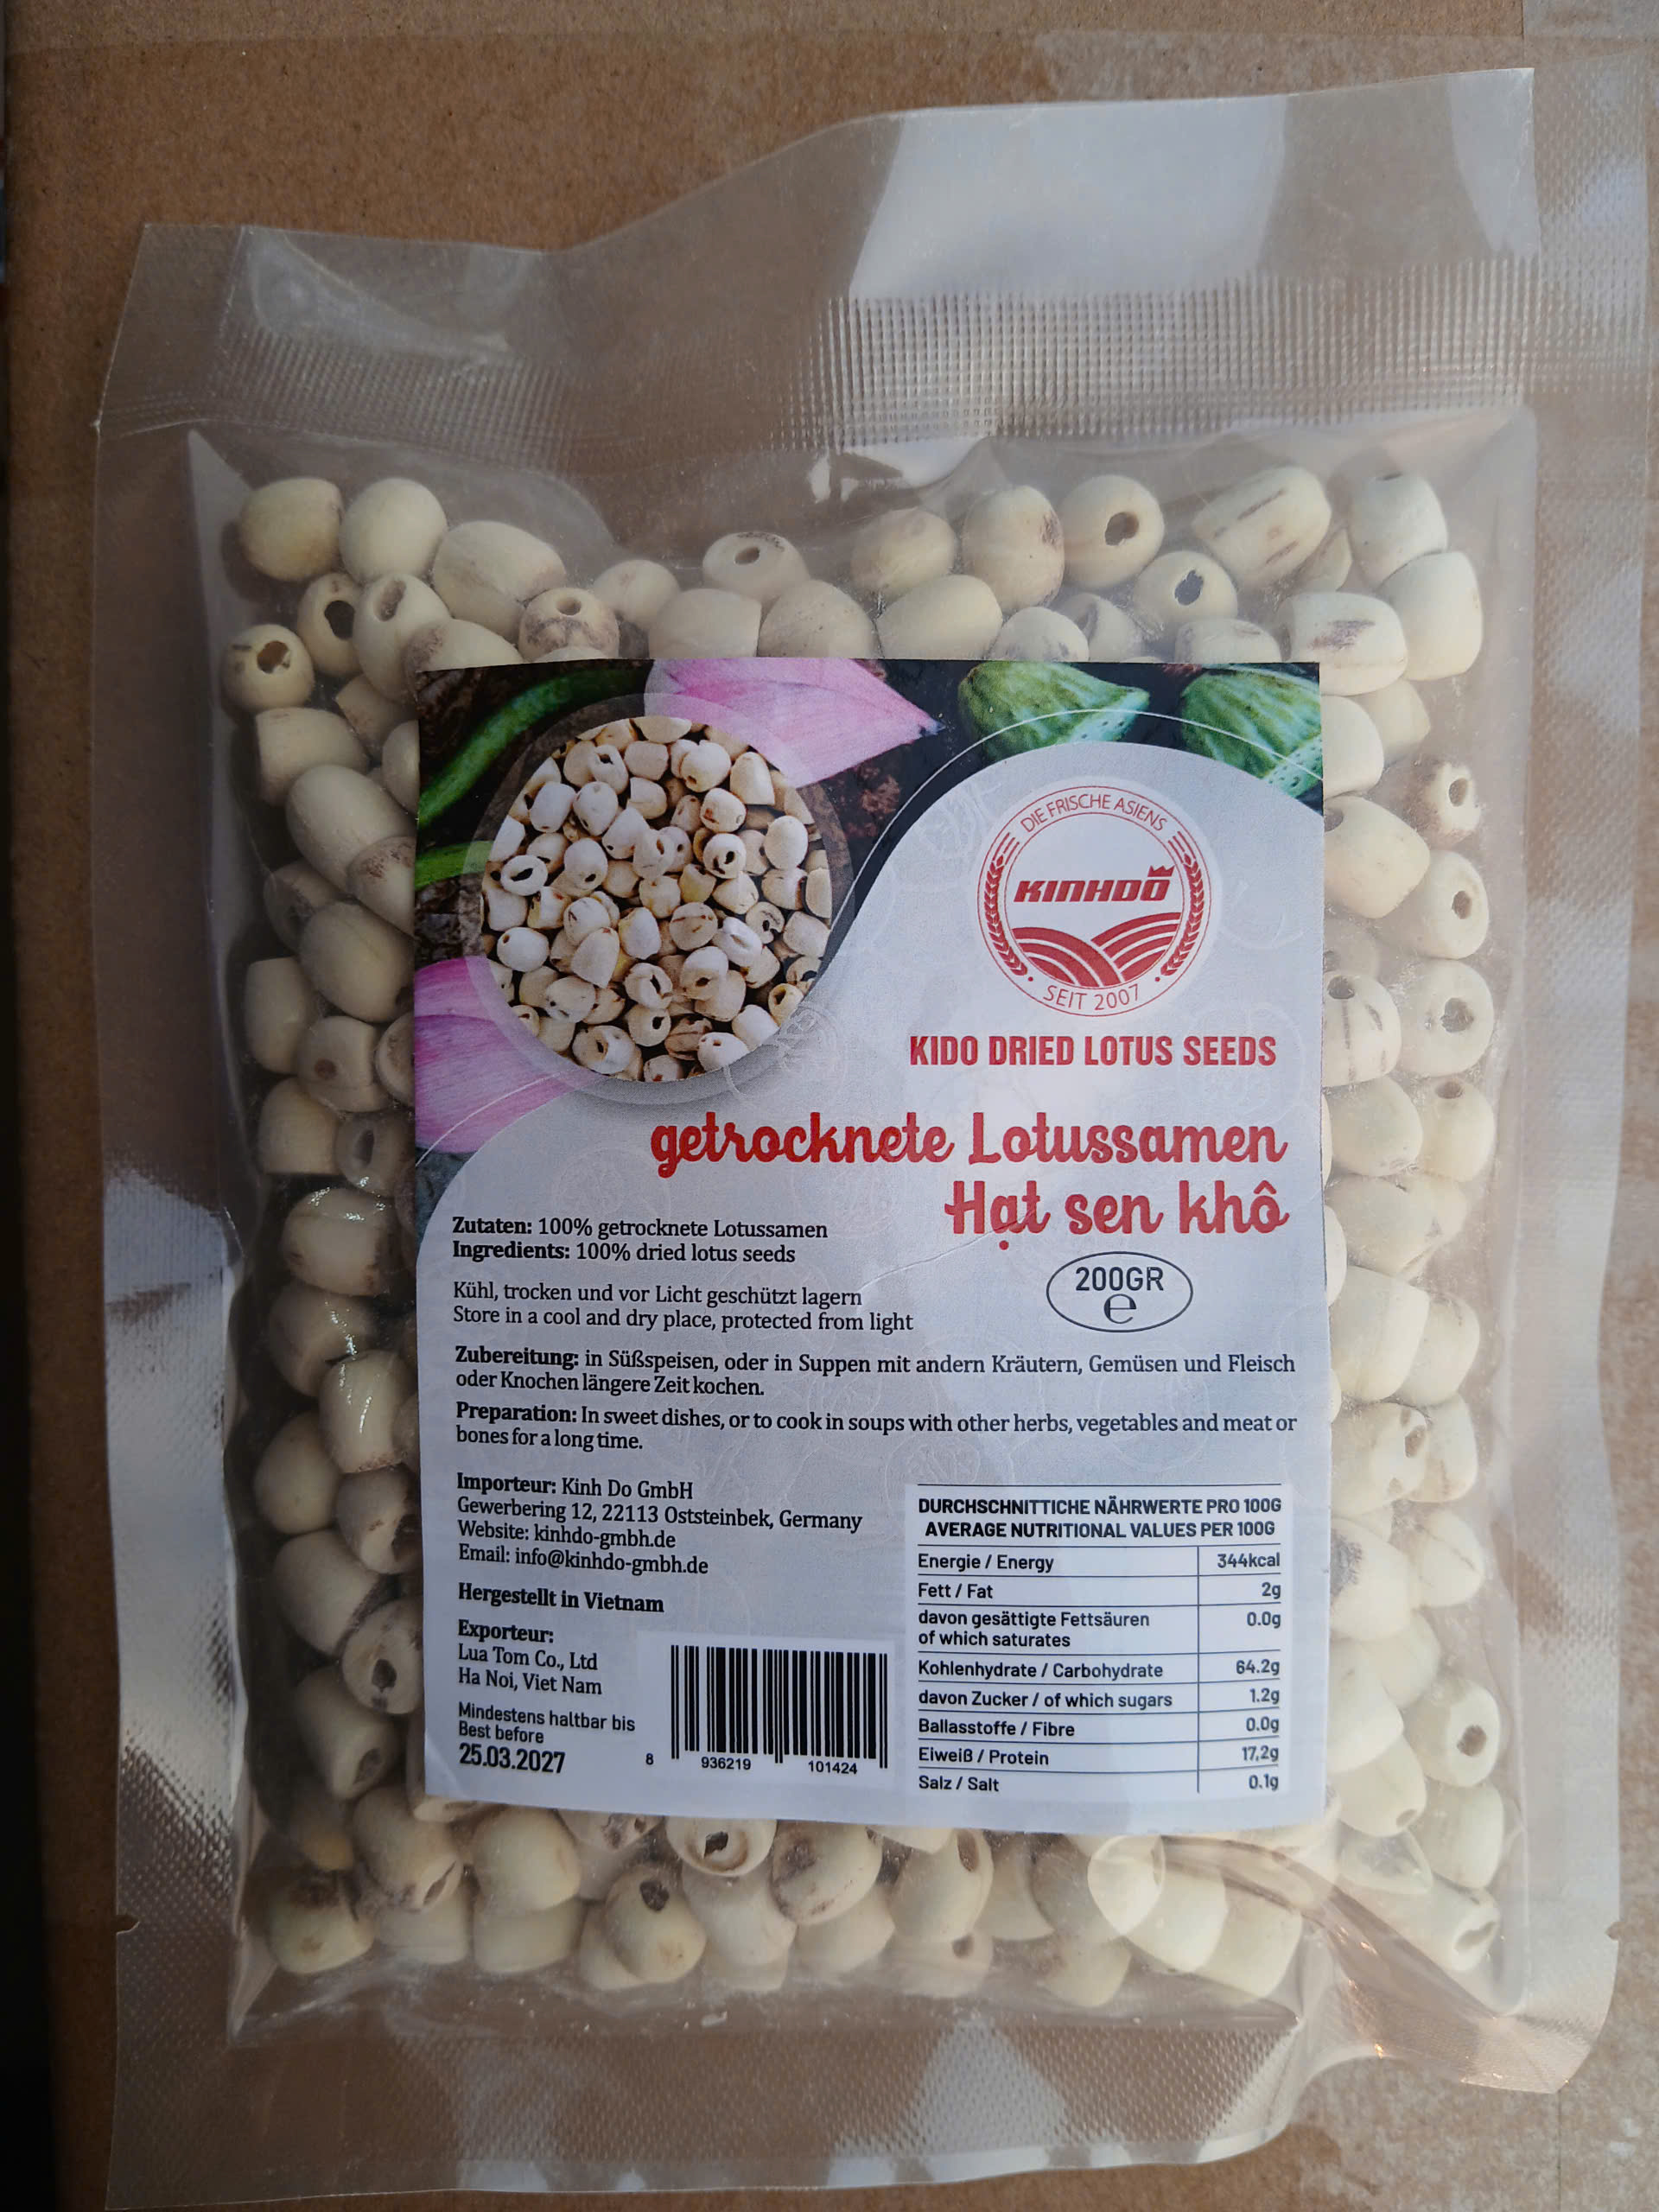 DIE FRISCHE ASIENS
KINHDO
SEIT 2007
KIDO DRIED LOTUS SEEDS
getrocknete Lotussamen
Hạt sen khô
200GR
e
Zutaten: 100% getrocknete Lotussamen
Ingredients: 100% dried lotus seeds
Kühl, trocken und vor Licht geschützt lagern
Store in a cool and dry place, protected from light
Zubereitung: in Süßspeisen, oder in Suppen mit andern Kräutern, Gemüsen und Fleisch
oder Knochen längere Zeit kochen.
Preparation: In sweet dishes, or to cook in soups with other herbs, vegetables and meat or
bones for a long time.
Importeur: Kinh Do GmbH
Gewerbering 12, 22113 Oststeinbek, Germany
Website: kinhdo-gmbh.de
Email: info@kinhdo-gmbh.de
Hergestellt in Vietnam
Exporteur:
Lua Tom Co., Ltd
Ha Noi, Viet Nam
Mindestens haltbar bis
Best before
25.03.2027
8 936219 101424
DURCHSCHNITTICHE NÄHRWERTE PRO 100G
AVERAGE NUTRITIONAL VALUES PER 100G
Energie / Energy 344kcal
Fett / Fat 2g
davon gesättigte Fettsäuren 0.0g
of which saturates
Kohlenhydrate / Carbohydrate 64.2g
davon Zucker / of which sugars 1.2g
Ballasstoffe / Fibre 0.0g
Eiweiß / Protein 17,2g
Salz / Salt 0.1g